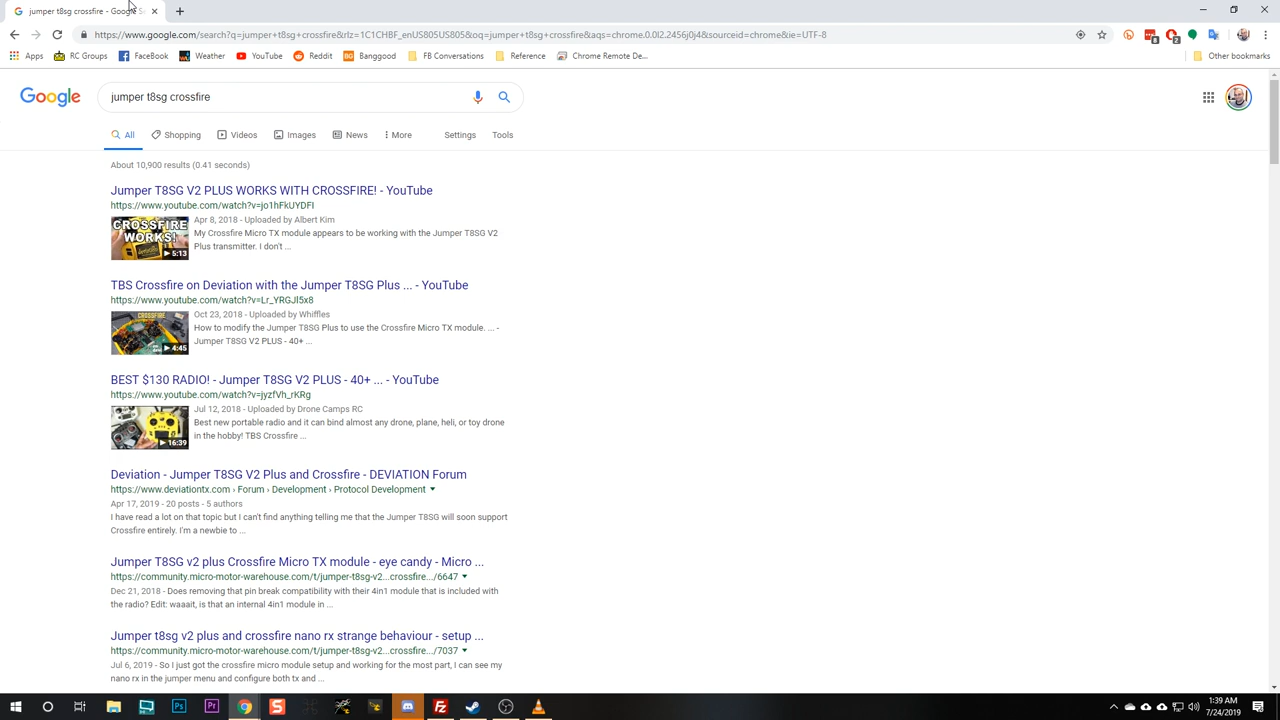 jumper t8sg crossfire - Google S
https://www.google.com/search?q=jumper+t8sg+crossfire&rlz=1C1CHBF_enUS805US805&oq=jumper+t8sg+crossfire&aqs=chrome.0.0l2.2456j0j4&sourceid=chrome&ie=UTF-8
Apps RC Groups FaceBook Weather YouTube Reddit Banggood FB Conversations Reference Chrome Remote De... Other bookmarks
Google jumper t8sg crossfire
All Shopping Videos Images News More Settings Tools
About 10,900 results (0.41 seconds)
Jumper T8SG V2 PLUS WORKS WITH CROSSFIRE! - YouTube
https://www.youtube.com/watch?v=jo1hFkUYDFI
Apr 8, 2018 - Uploaded by Albert Kim
My Crossfire Micro TX module appears to be working with the Jumper T8SG V2
Plus transmitter. I don't ...
CROSSFIRE
WORKS!
5:13
TBS Crossfire on Deviation with the Jumper T8SG Plus ... - YouTube
https://www.youtube.com/watch?v=Lr_YRGJl5x8
Oct 23, 2018 - Uploaded by Whiffles
How to modify the Jumper T8SG Plus to use the Crossfire Micro TX module. ... -
Jumper T8SG V2 PLUS - 40+ ...
CROSSFIRE
4:45
BEST $130 RADIO! - Jumper T8SG V2 PLUS - 40+ ... - YouTube
https://www.youtube.com/watch?v=jyzfVh_rKRg
Jul 12, 2018 - Uploaded by Drone Camps RC
Best new portable radio and it can bind almost any drone, plane, heli, or toy drone
in the hobby! TBS Crossfire ...
16:39
Deviation - Jumper T8SG V2 Plus and Crossfire - DEVIATION Forum
https://www.deviationtx.com › Forum › Development › Protocol Development
Apr 17, 2019 - 20 posts - 5 authors
I have read a lot on that topic but I can't find anything telling me that the Jumper T8SG will soon support
Crossfire entirely. I'm a newbie to ...
Jumper T8SG v2 plus Crossfire Micro TX module - eye candy - Micro ...
https://community.micro-motor-warehouse.com/t/jumper-t8sg-v2...crossfire.../6647
Dec 21, 2018 - Does removing that pin break compatibility with their 4in1 module that is included with
the radio? Edit: waaait, is that an internal 4in1 module in ...
Jumper t8sg v2 plus and crossfire nano rx strange behaviour - setup ...
https://community.micro-motor-warehouse.com/t/jumper-t8sg-v2...crossfire.../7037
Jul 6, 2019 - So I just got the crossfire micro module setup and working for the most part, I can see my
nano rx in the jumper menu and configure both tx and ...
1:39 AM
7/24/2019